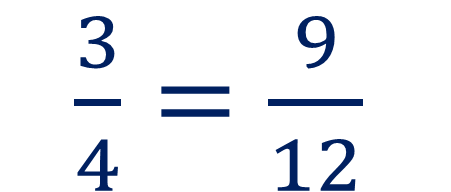 3/4 = 9/12